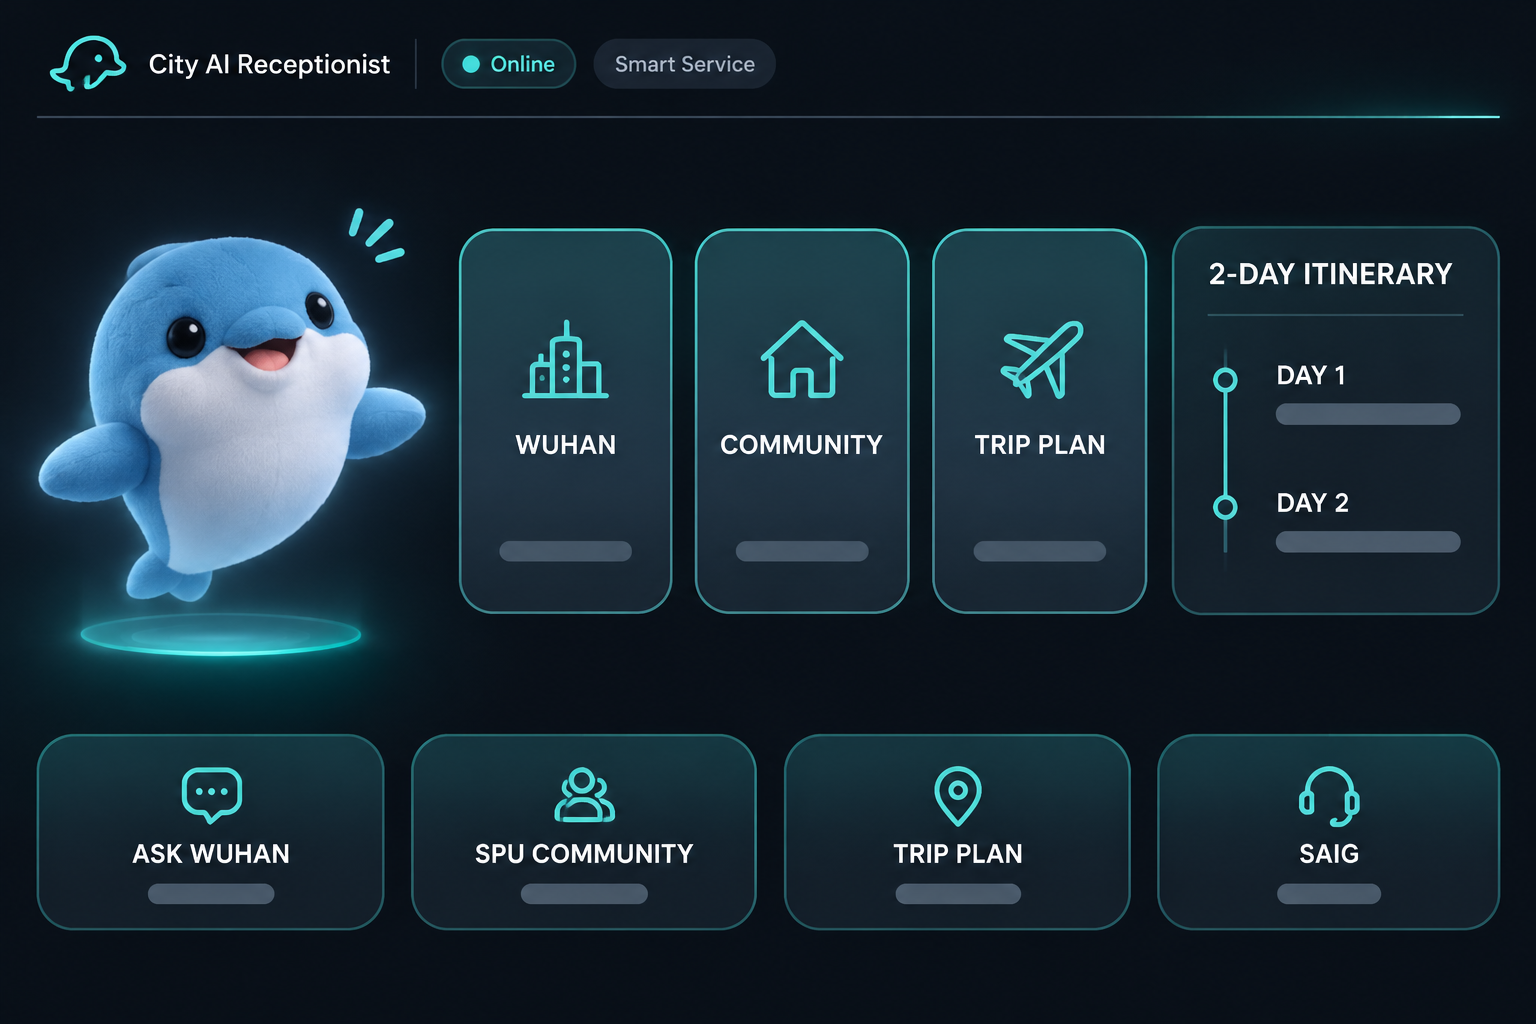 City AI Receptionist
Online
Smart Service
WUHAN
COMMUNITY
TRIP PLAN
2-DAY ITINERARY
DAY 1
DAY 2
ASK WUHAN
SPU COMMUNITY
TRIP PLAN
SAIG